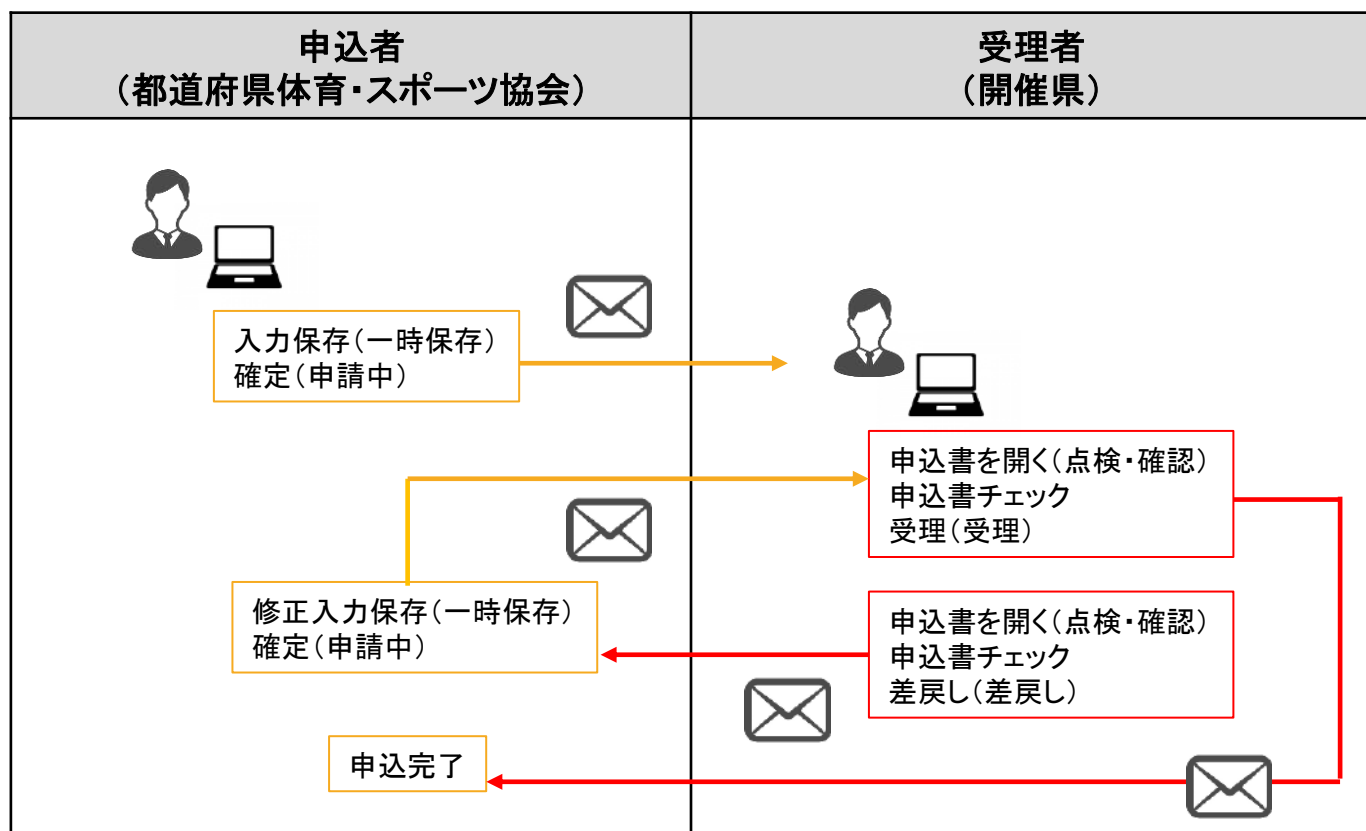 申込者
（都道府県体育・スポーツ協会）
受理者
（開催県）
入力保存（一時保存）
確定（申請中）
申込書を開く（点検・確認）
申込書チェック
受理（受理）
修正入力保存（一時保存）
確定（申請中）
申込書を開く（点検・確認）
申込書チェック
差戻し（差戻し）
申込完了